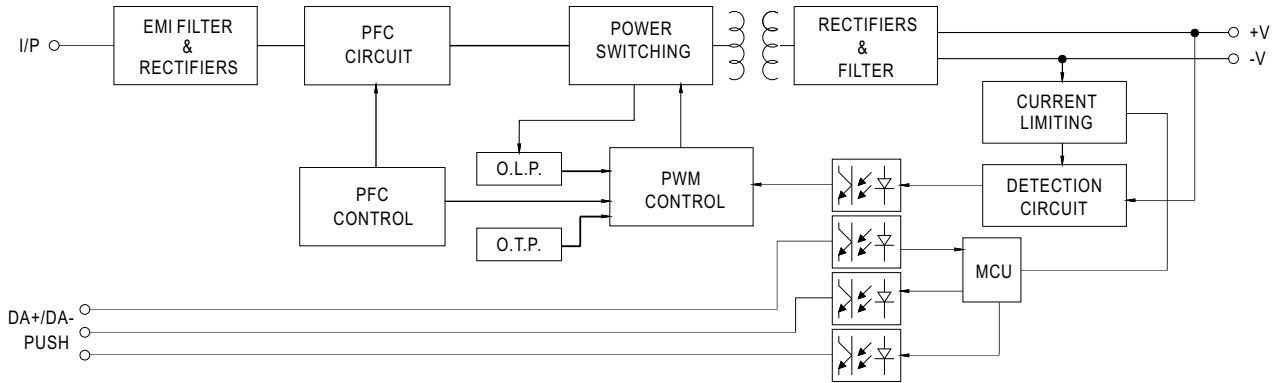 I/P
EMI FILTER
&
RECTIFIERS
PFC
CIRCUIT
POWER
SWITCHING
RECTIFIERS
&
FILTER
+V
-V
CURRENT
LIMITING
O.L.P.
PFC
CONTROL
PWM
CONTROL
DETECTION
CIRCUIT
O.T.P.
MCU
DA+/DA-
PUSH